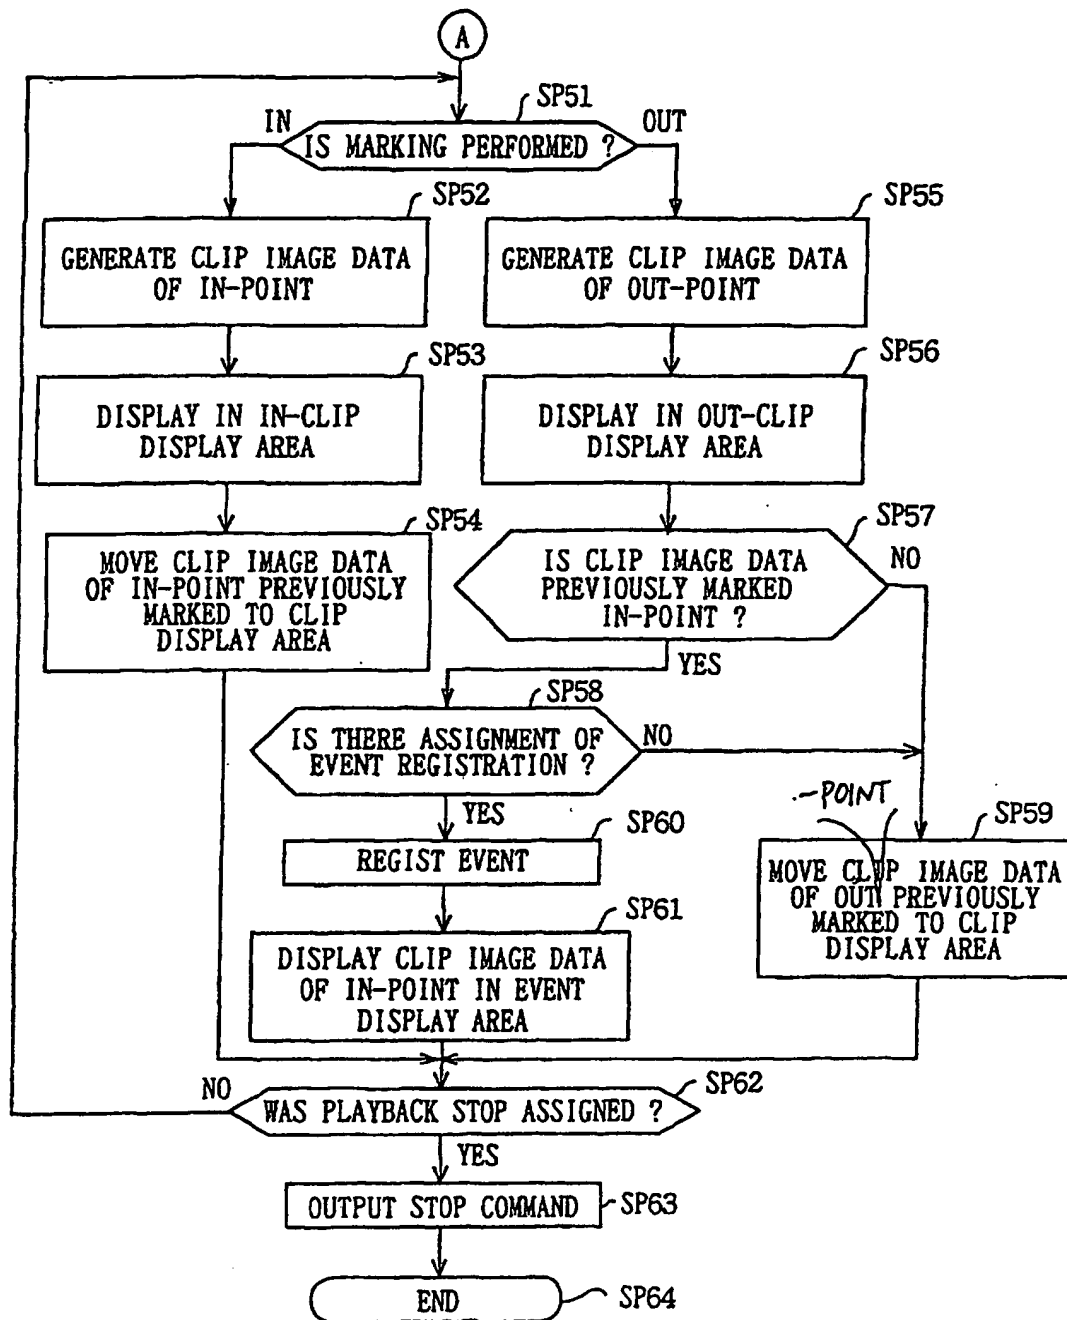 A
SP51
IN
OUT
IS MARKING PERFORMED ?
SP52
SP55
GENERATE CLIP IMAGE DATA
OF IN-POINT
GENERATE CLIP IMAGE DATA
OF OUT-POINT
SP53
SP56
DISPLAY IN IN-CLIP
DISPLAY AREA
DISPLAY IN OUT-CLIP
DISPLAY AREA
SP54
SP57
MOVE CLIP IMAGE DATA
OF IN-POINT PREVIOUSLY
MARKED TO CLIP
DISPLAY AREA
IS CLIP IMAGE DATA
PREVIOUSLY MARKED
IN-POINT ?
NO
YES
SP58
IS THERE ASSIGNMENT OF
EVENT REGISTRATION ?
NO
YES
-POINT
SP60
SP59
REGIST EVENT
MOVE CLIP IMAGE DATA
OF OUT PREVIOUSLY
MARKED TO CLIP
DISPLAY AREA
SP61
DISPLAY CLIP IMAGE DATA
OF IN-POINT IN EVENT
DISPLAY AREA
NO
SP62
WAS PLAYBACK STOP ASSIGNED ?
YES
OUTPUT STOP COMMAND
SP63
END
SP64